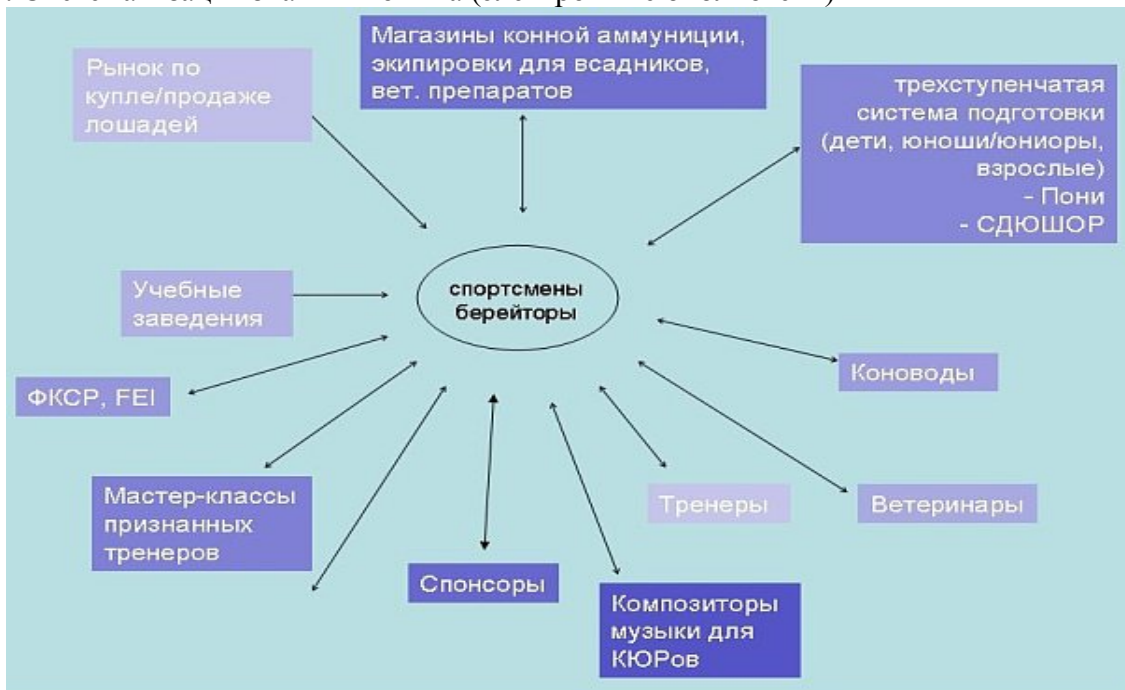 Магазины конной аммуниции,
экипировки для всадников,
вет. препаратов
Рынок по
купле/продаже
лошадей
трехступенчатая
система подготовки
(дети, юноши/юниоры,
взрослые)
- Пони
- СДЮШОР
Учебные
заведения
спортсмены
берейторы
ФКСР, FEI
Коноводы
Мастер-классы
признанных
тренеров
Тренеры
Ветеринары
Спонсоры
Композиторы
музыки для
КЮРов